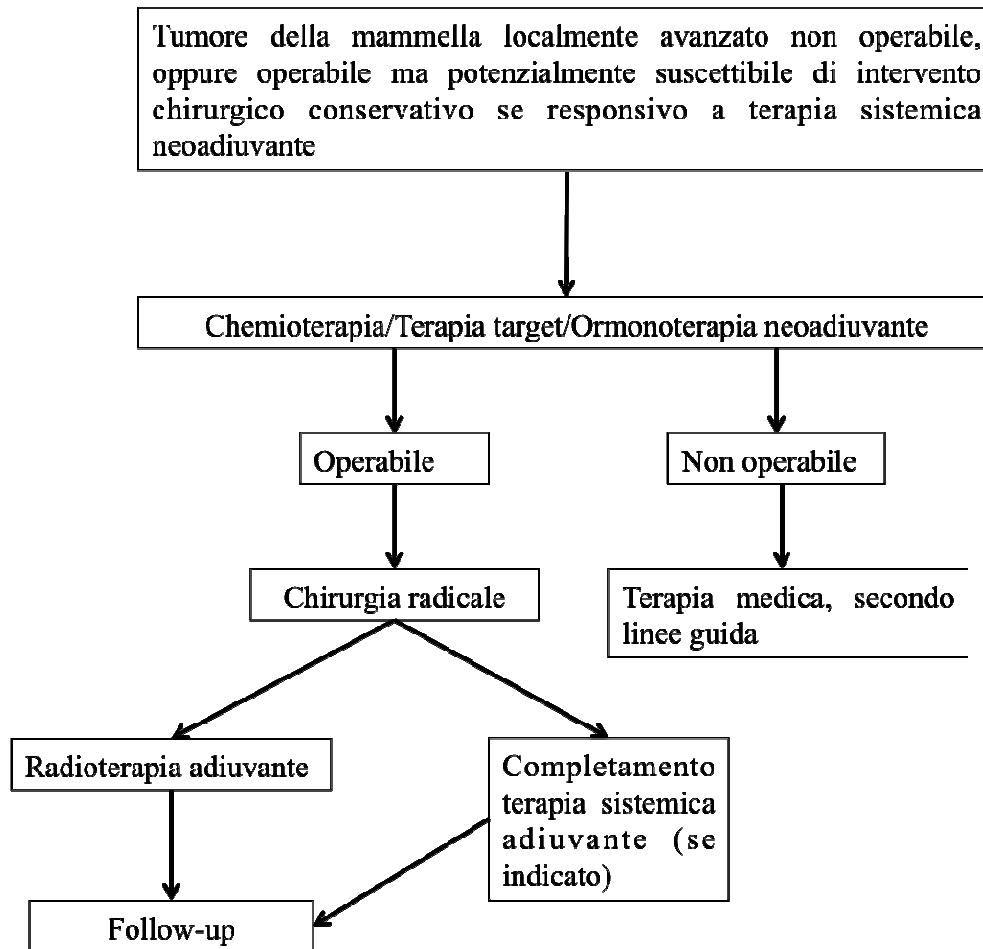 Tumore della mammella localmente avanzato non operabile,
oppure operabile ma potenzialmente suscettibile di intervento
chirurgico conservativo se responsivo a terapia sistemica
neoadiuvante
Chemioterapia/Terapia target/Ormonoterapia neoadiuvante
Operabile
Non operabile
Chirurgia radicale
Terapia medica, secondo
linee guida
Radioterapia adiuvante
Completamento
terapia sistemica
adiuvante (se
indicato)
Follow-up